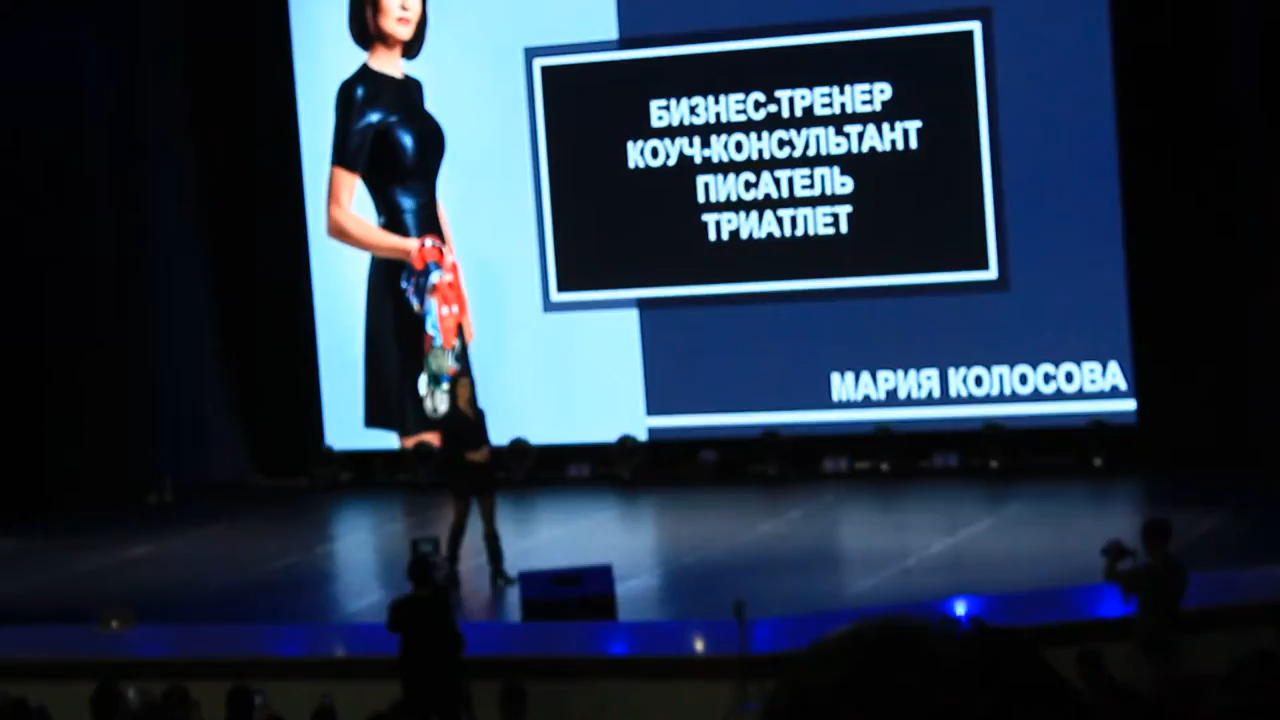 БИЗНЕС-ТРЕНЕР
КОУЧ-КОНСУЛЬТАНТ
ПИСАТЕЛЬ
ТРИАТЛЕТ
МАРИЯ КОЛОСОВА